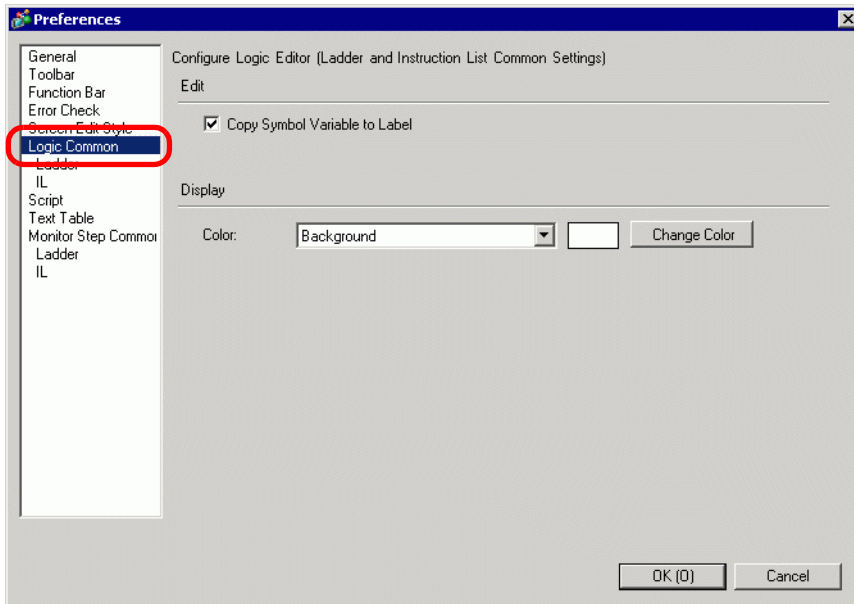 Preferences
General
Toolbar
Function Bar
Error Check
Screen Edit Style
Logic Common
Ladder
IL
Script
Text Table
Monitor Step Commor
Ladder
IL
Configure Logic Editor (Ladder and Instruction List Common Settings)
Edit
Copy Symbol Variable to Label
Display
Color:
Background
Change Color
OK (O)
Cancel